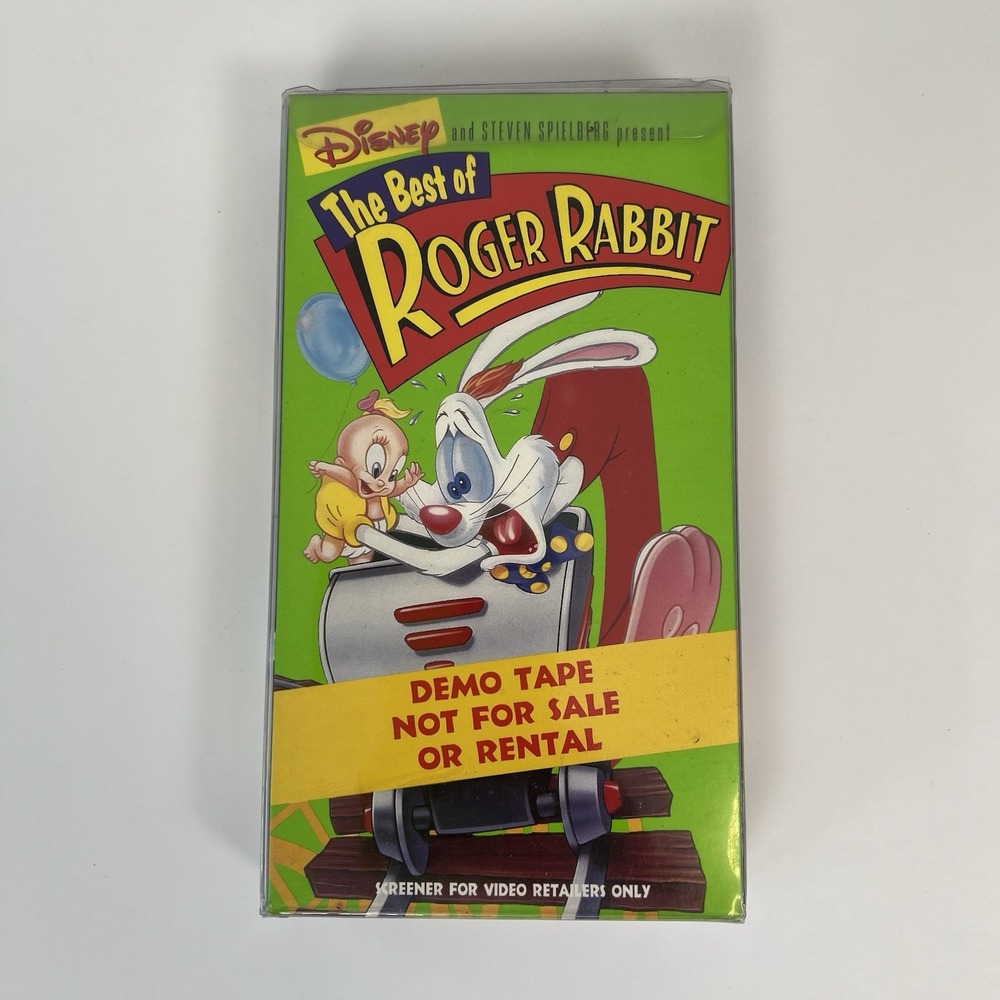 Disney and STEVEN SPIELBERG present
The Best of
ROGER RABBIT
DEMO TAPE
NOT FOR SALE
OR RENTAL
SCREENER FOR VIDEO RETAILERS ONLY